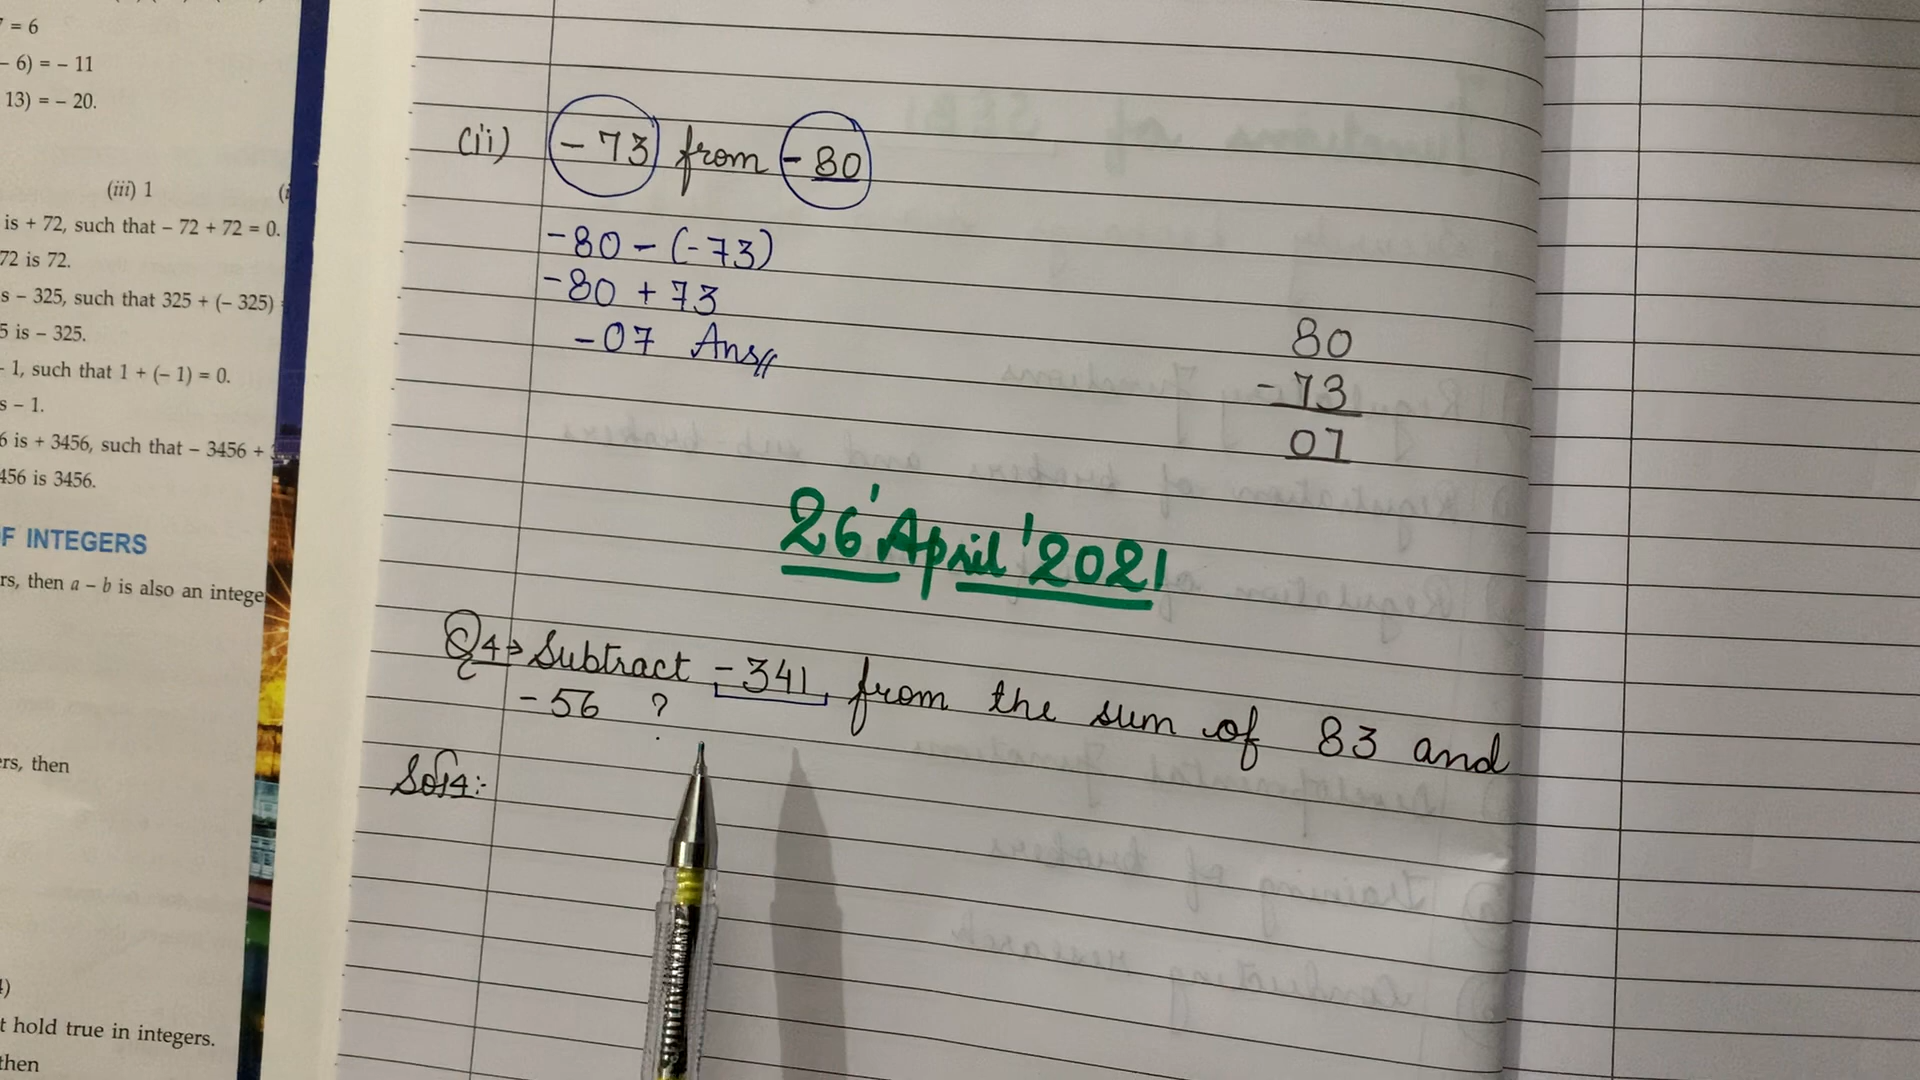 = 6
– 6) = – 11
13) = – 20.
(iii) 1
is + 72, such that – 72 + 72 = 0.
72 is 72.
s – 325, such that 325 + (– 325)
5 is – 325.
1, such that 1 + (– 1) = 0.
s – 1.
6 is + 3456, such that – 3456 +
456 is 3456.
F INTEGERS
rs, then a – b is also an intege
ers, then
t hold true in integers.
then
(ii) - 73 from - 80
-80 - (-73)
-80 + 73
-07 Ans
80
-73
07
26' April' 2021
Q4→ Subtract -341 from the sum of 83 and
-56 ?
Soln4:-